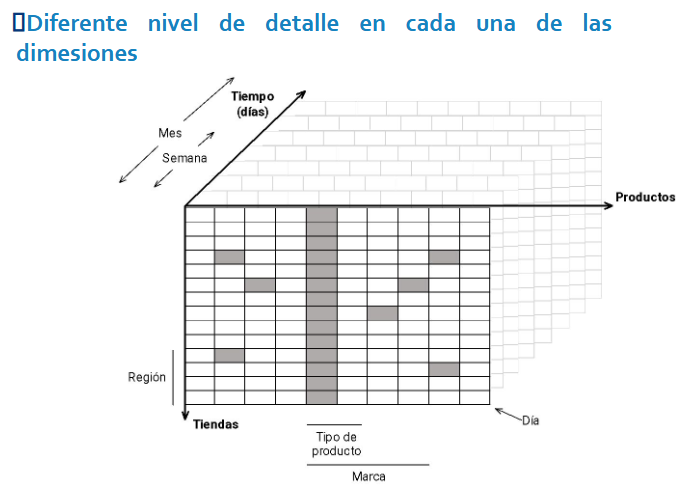 Diferente nivel de detalle en cada una de las
dimesiones
Tiempo
(días)
Mes
Semana
Productos
Región
Tiendas
Día
Tipo de
producto
Marca